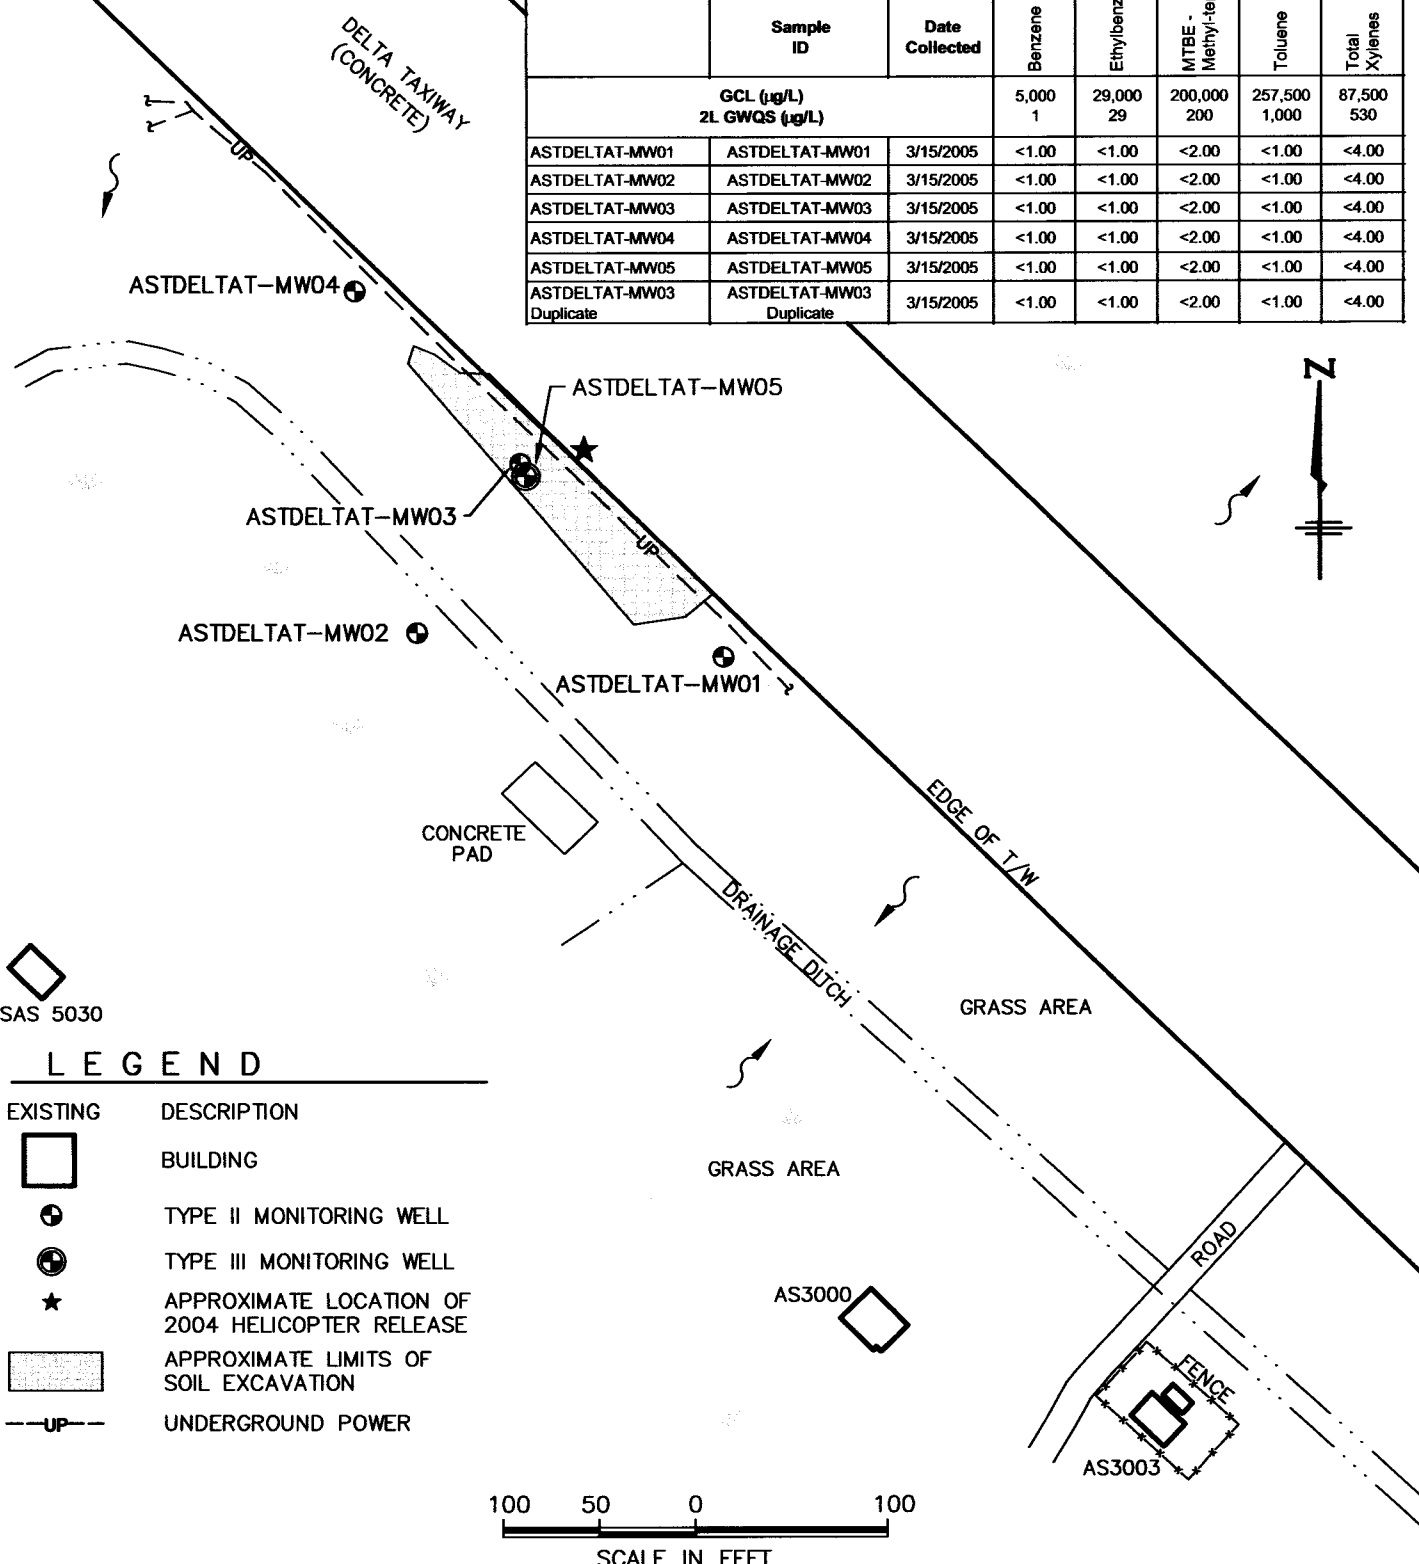 DELTA TAXIWAY
(CONCRETE)
Sample ID | Date Collected | Benzene | Ethylbenz | MTBE - Methyl-te | Toluene | Total Xylenes
GCL (µg/L) | 5,000 | 29,000 | 200,000 | 257,500 | 87,500
2L GWQS (µg/L) | 1 | 29 | 200 | 1,000 | 530
ASTDELTAT-MW01 | ASTDELTAT-MW01 | 3/15/2005 | <1.00 | <1.00 | <2.00 | <1.00 | <4.00
ASTDELTAT-MW02 | ASTDELTAT-MW02 | 3/15/2005 | <1.00 | <1.00 | <2.00 | <1.00 | <4.00
ASTDELTAT-MW03 | ASTDELTAT-MW03 | 3/15/2005 | <1.00 | <1.00 | <2.00 | <1.00 | <4.00
ASTDELTAT-MW04 | ASTDELTAT-MW04 | 3/15/2005 | <1.00 | <1.00 | <2.00 | <1.00 | <4.00
ASTDELTAT-MW05 | ASTDELTAT-MW05 | 3/15/2005 | <1.00 | <1.00 | <2.00 | <1.00 | <4.00
ASTDELTAT-MW03 Duplicate | ASTDELTAT-MW03 Duplicate | 3/15/2005 | <1.00 | <1.00 | <2.00 | <1.00 | <4.00
UP
ASTDELTAT-MW04
ASTDELTAT-MW05
N
ASTDELTAT-MW03
UP
ASTDELTAT-MW02
ASTDELTAT-MW01
CONCRETE
PAD
EDGE OF T/W
DRAINAGE DITCH
GRASS AREA
SAS 5030
GRASS AREA
ROAD
AS3000
FENCE
AS3003
LEGEND
EXISTING DESCRIPTION
BUILDING
TYPE II MONITORING WELL
TYPE III MONITORING WELL
APPROXIMATE LOCATION OF
2004 HELICOPTER RELEASE
APPROXIMATE LIMITS OF
SOIL EXCAVATION
UP UNDERGROUND POWER
100 50 0 100
SCALE IN FEET